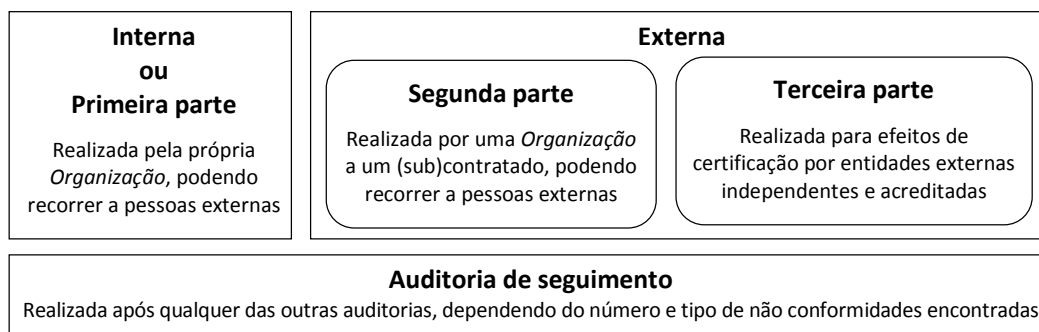 Interna
ou
Primeira parte
Realizada pela própria
Organização, podendo
recorrer a pessoas externas
Externa
Segunda parte
Realizada por uma Organização
a um (sub)contratado, podendo
recorrer a pessoas externas
Terceira parte
Realizada para efeitos de
certificação por entidades externas
independentes e acreditadas
Auditoria de seguimento
Realizada após qualquer das outras auditorias, dependendo do número e tipo de não conformidades encontradas